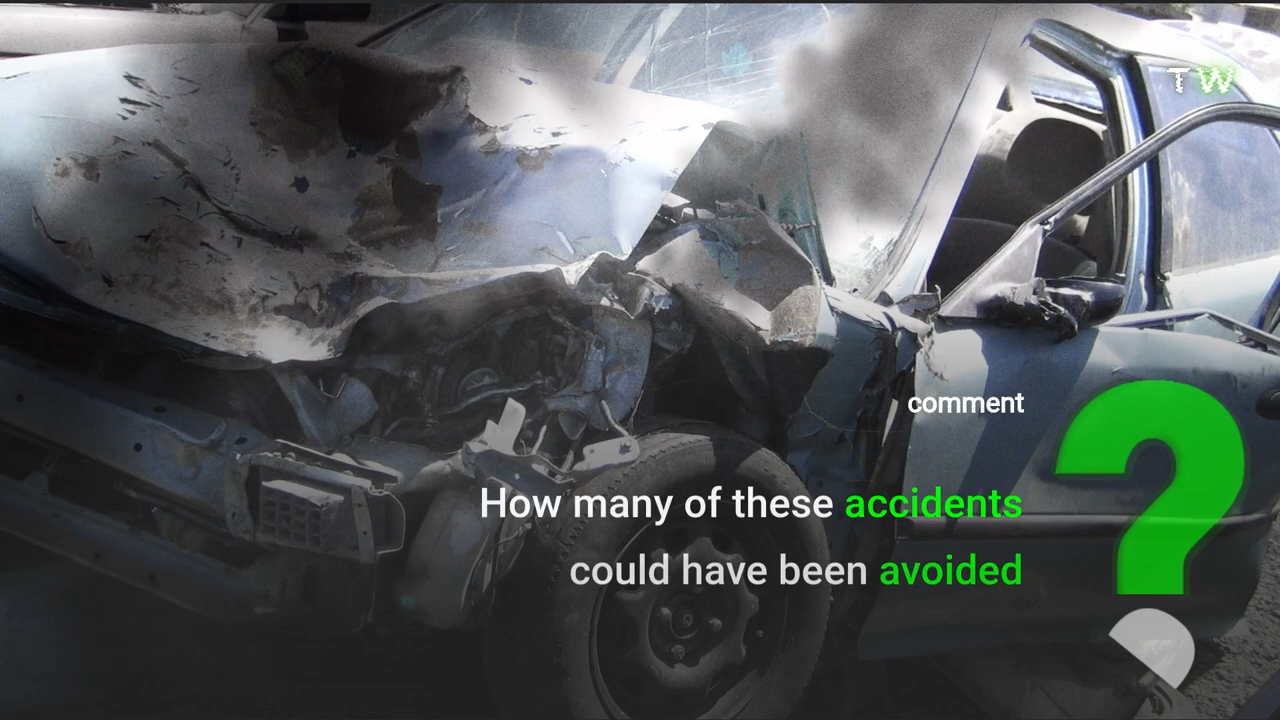 TW
comment
How many of these accidents
could have been avoided
?